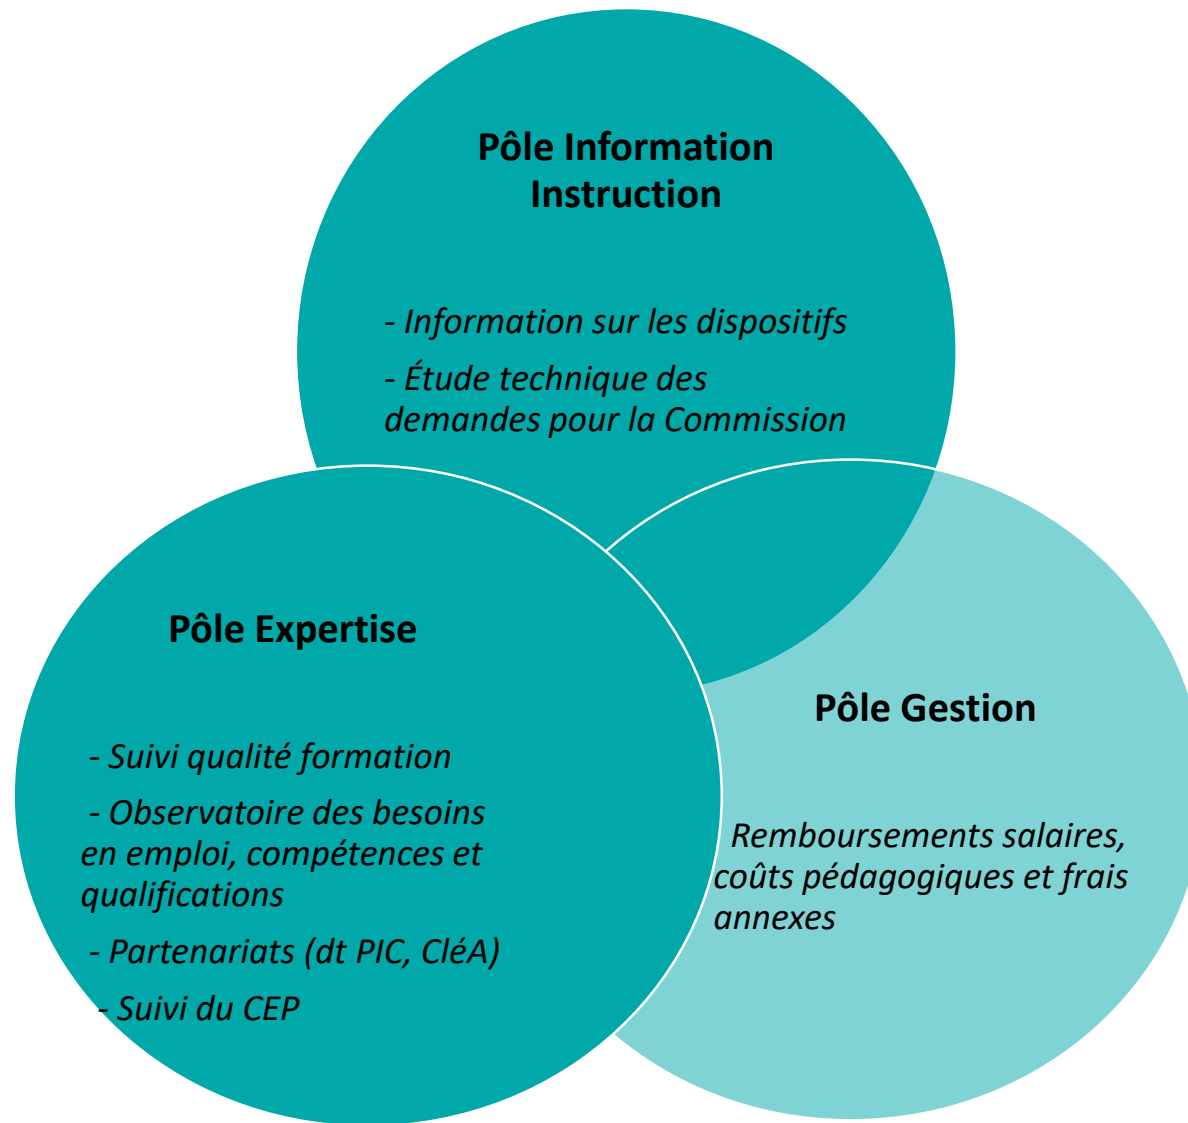 Pôle Information
Instruction
- Information sur les dispositifs
- Étude technique des
demandes pour la Commission
Pôle Expertise
- Suivi qualité formation
- Observatoire des besoins
en emploi, compétences et
qualifications
- Partenariats (dt PIC, CléA)
- Suivi du CEP
Pôle Gestion
Remboursements salaires,
coûts pédagogiques et frais
annexes